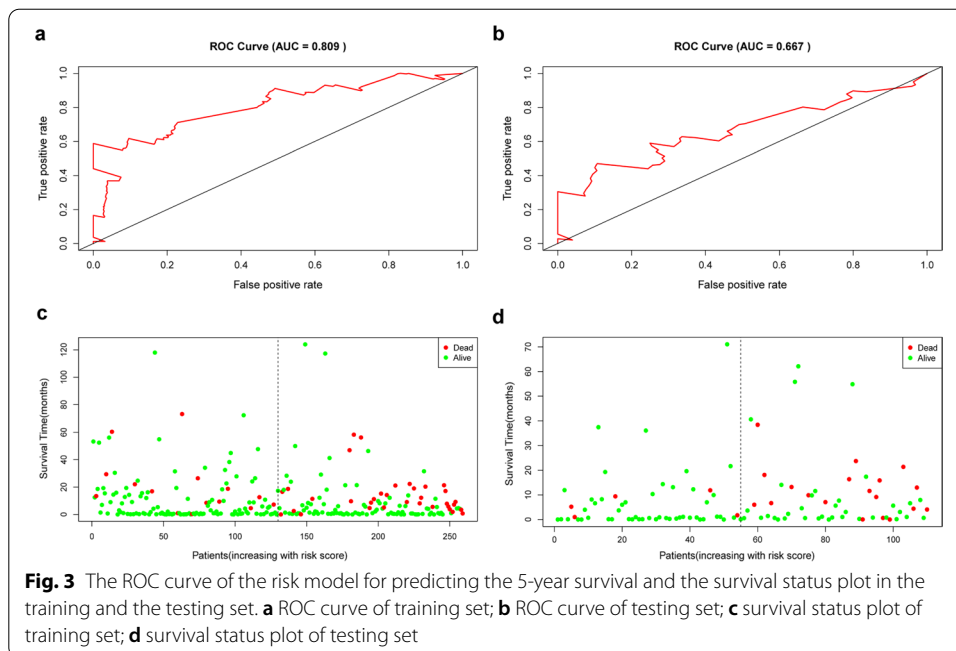 a
ROC Curve (AUC = 0.809 )
True positive rate
1.0
0.8
0.6
0.4
0.2
0.0
0.0 0.2 0.4 0.6 0.8 1.0
False positive rate
b
ROC Curve (AUC = 0.667 )
True positive rate
1.0
0.8
0.6
0.4
0.2
0.0
0.0 0.2 0.4 0.6 0.8 1.0
False positive rate
c
Survival Time(months)
120
100
80
60
40
20
0
Dead
Alive
0 50 100 150 200 250
Patients(increasing with risk score)
d
Survival Time(months)
70
60
50
40
30
20
10
0
Dead
Alive
0 20 40 60 80 100
Patients(increasing with risk score)
Fig. 3 The ROC curve of the risk model for predicting the 5-year survival and the survival status plot in the
training and the testing set. a ROC curve of training set; b ROC curve of testing set; c survival status plot of
training set; d survival status plot of testing set